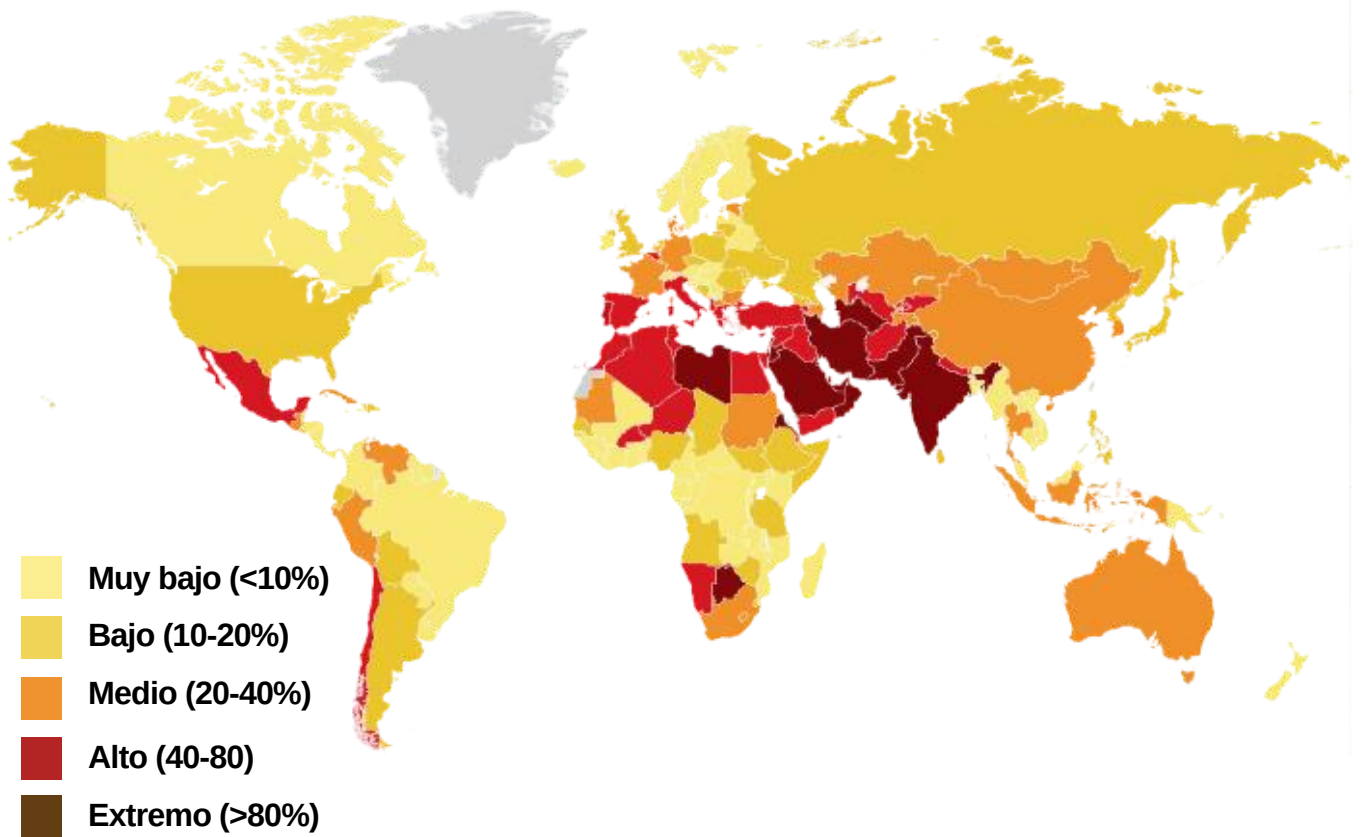 Muy bajo (<10%)
Bajo (10-20%)
Medio (20-40%)
Alto (40-80)
Extremo (>80%)